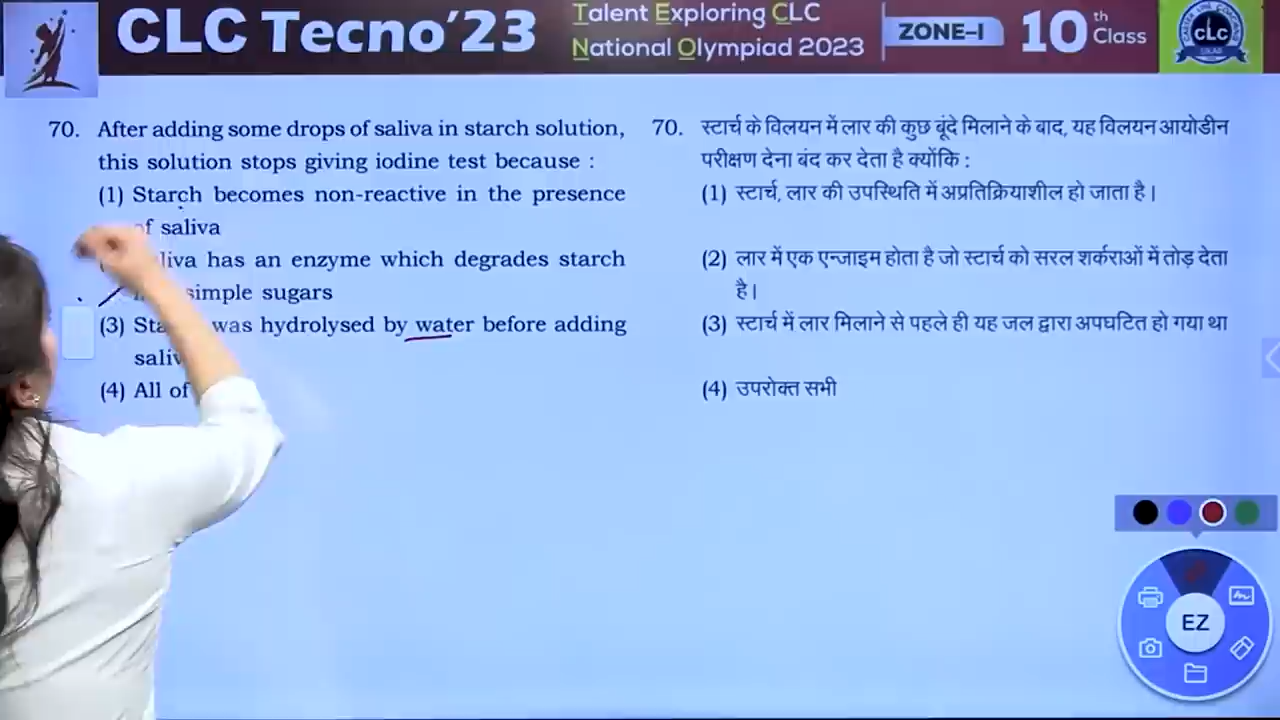 CLC Tecno'23
Talent Exploring CLC
National Olympiad 2023
ZONE–I
10th Class
CLC
70. After adding some drops of saliva in starch solution,
this solution stops giving iodine test because :
(1) Starch becomes non-reactive in the presence
of saliva
has an enzyme which degrades starch
simple sugars
(3) was hydrolysed by water before adding
(4) All of
70. स्टार्च के विलयन में लार की कुछ बूंदे मिलाने के बाद, यह विलयन आयोडीन
परीक्षण देना बंद कर देता है क्योंकि :
(1) स्टार्च, लार की उपस्थिति में अप्रतिक्रियाशील हो जाता है।
(2) लार में एक एन्जाइम होता है जो स्टार्च को सरल शर्कराओं में तोड़ देता
है।
(3) स्टार्च में लार मिलाने से पहले ही यह जल द्वारा अपघटित हो गया था
(4) उपरोक्त सभी
EZ